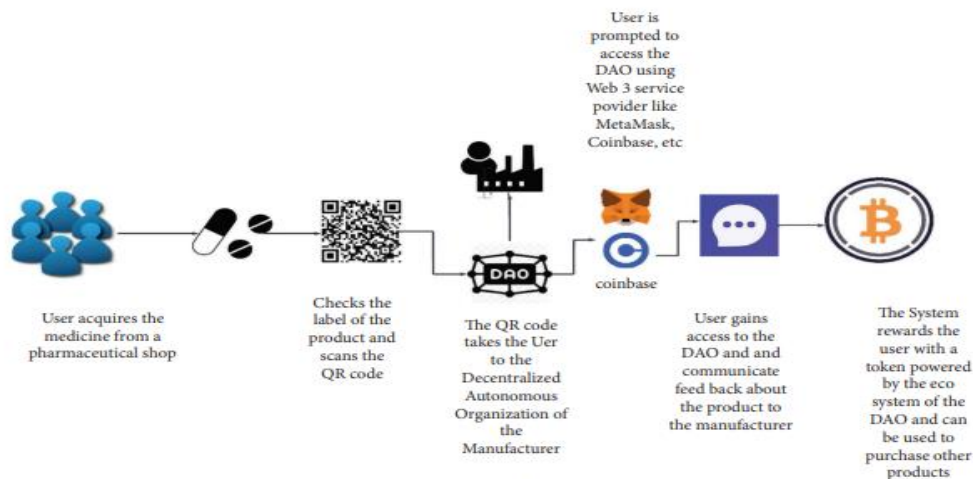 User is
prompted to
access the
DAO using
Web 3 service
povider like
MetaMask,
Coinbase, etc
DAO
coinbase
User acquires the
medicine from a
pharmaceutical shop
Checks the
label of the
product and
scans the
QR code
The QR code
takes the Uer
to the
Decentralized
Autonomous
Organization of
the
Manufacturer
User gains
access to the
DAO and and
communicate
feed back about
the product to
the manufacturer
The System
rewards the
user with a
token powered
by the eco
system of the
DAO and can
be used to
purchase other
products